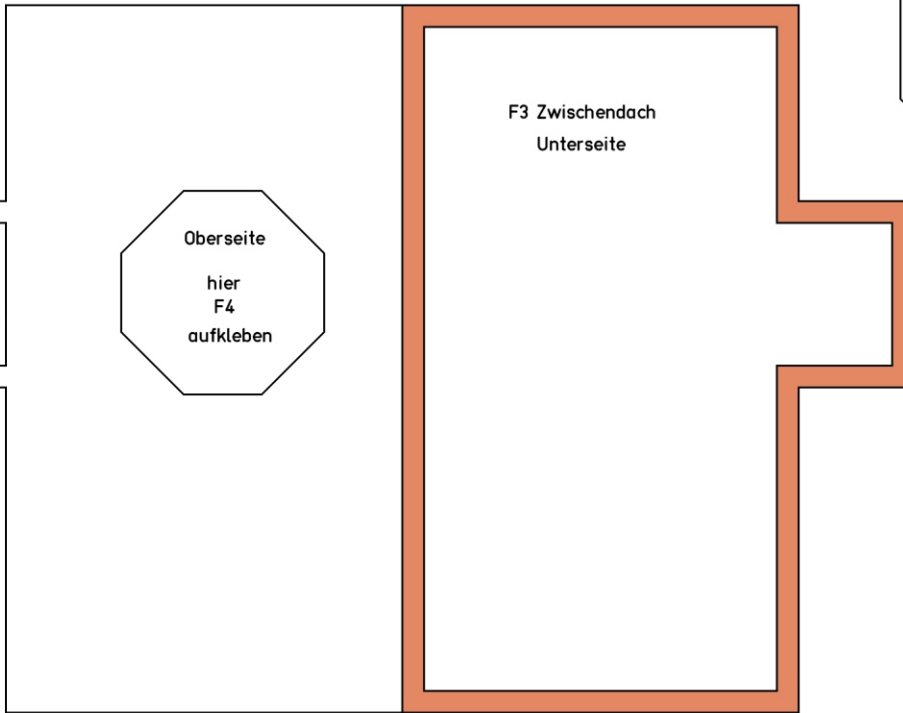 F3 Zwischendach
Unterseite
Oberseite
hier
F4
aufkleben